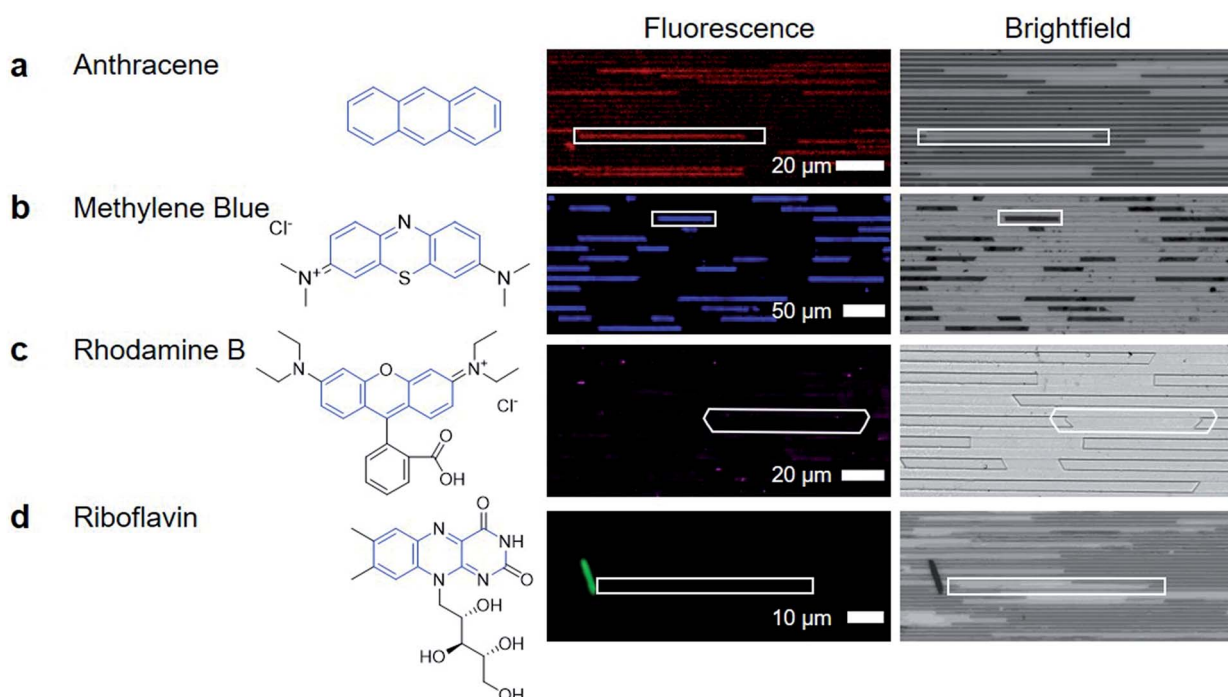 Fluorescence Brightfield
a Anthracene
20 µm
b Methylene Blue
Cl-
N
N+
S
N
50 µm
c Rhodamine B
N
O
N+
Cl-
O
OH
20 µm
d Riboflavin
O
N
NH
N
N
O
OH
HO
OH
OH
10 µm